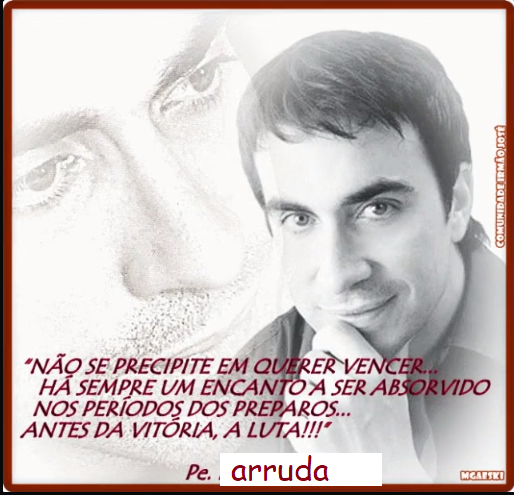 "NÃO SE PRECIPITE EM QUERER VENCER...
HÁ SEMPRE UM ENCANTO A SER ABSORVIDO
NOS PERÍODOS DOS PREPAROS...
ANTES DA VITÓRIA, A LUTA!!!"
Pe. arruda
COMUNIDADE IRMÃO JOSÉ
MGAESKI